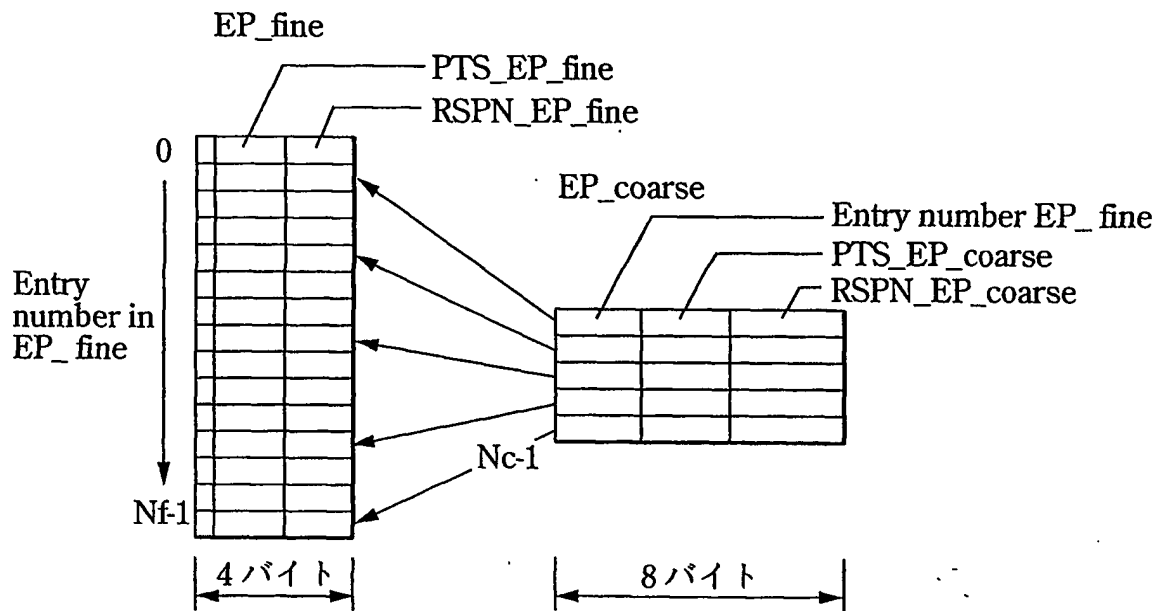 EP_fine
PTS_EP_fine
RSPN_EP_fine
0
EP_coarse
Entry number EP_ fine
PTS_EP_coarse
RSPN_EP_coarse
Entry
number in
EP_ fine
Nc-1
Nf-1
4バイト
8バイト